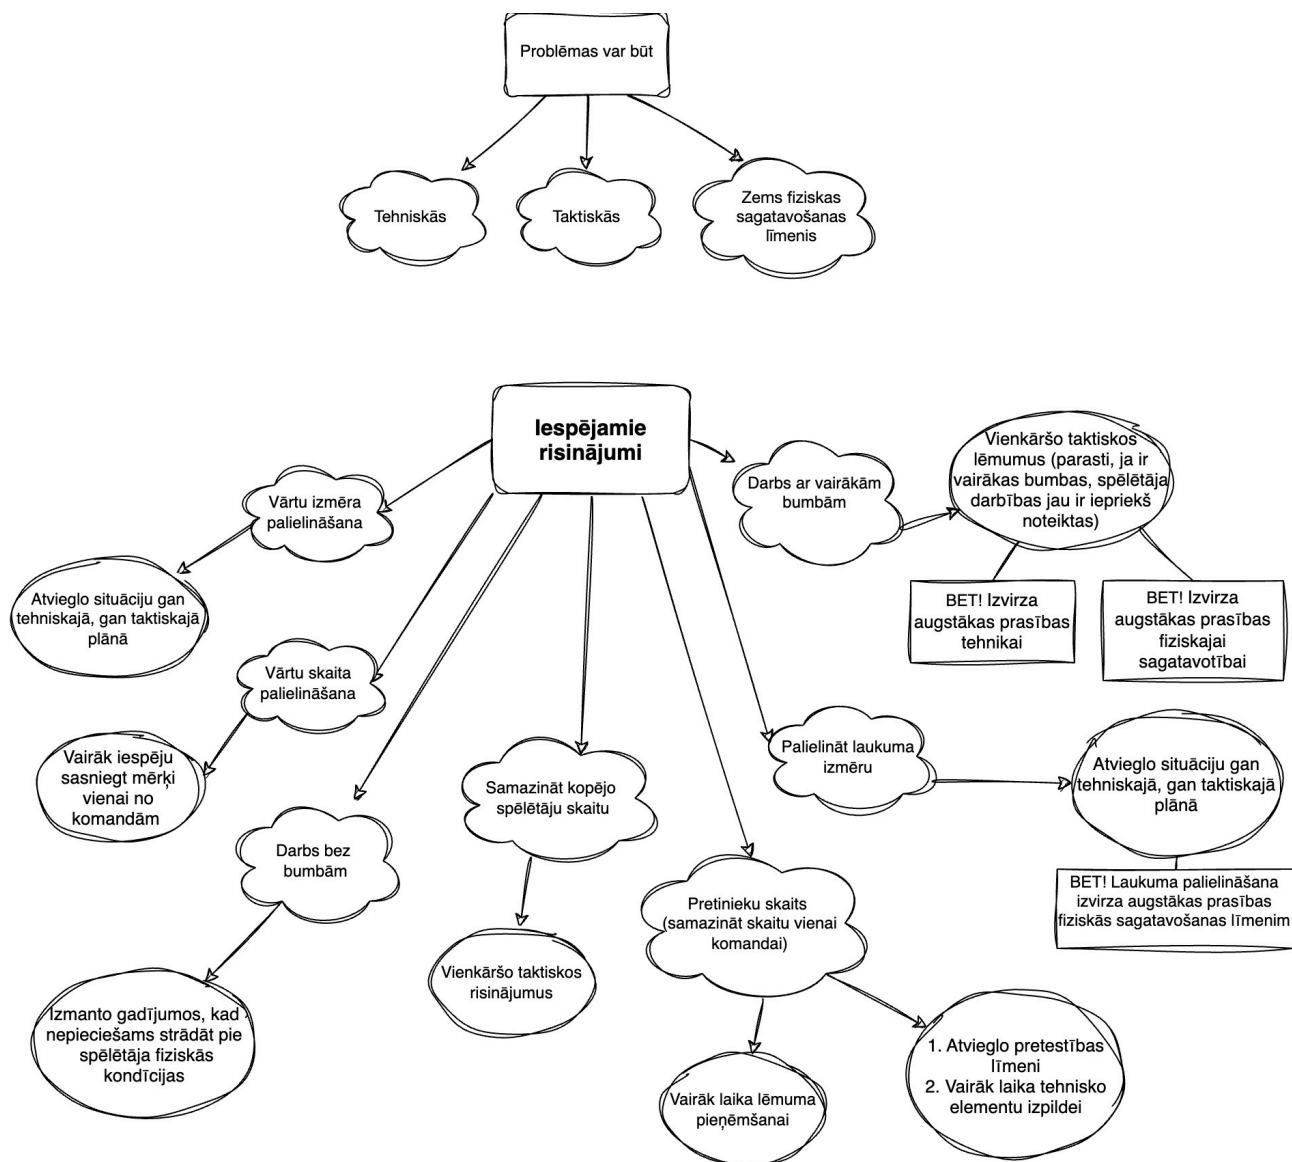 Problēmas var būt
Tehniskās
Taktiskās
Zems fiziskas
sagatavošanas
līmenis
Iespējamie
risinājumi
Vārtu izmēra
palielināšana
Atvieglo situāciju gan
tehniskajā, gan taktiskajā
plānā
Vārtu skaita
palielināšana
Vairāk iespēju
sasniegt mērķi
vienai no
komandām
Darbs bez
bumbām
Izmanto gadījumos, kad
nepieciešams strādāt pie
spēlētāja fiziskās
kondīcijas
Samazināt kopējo
spēlētāju skaitu
Vienkāršo taktiskos
risinājumus
Pretinieku skaits
(samazināt skaitu vienai
komandai)
Vairāk laika lēmuma
pieņēmšanai
1. Atvieglo pretestības
līmeni
2. Vairāk laika tehnisko
elementu izpildei
Palielināt laukuma
izmēru
Atvieglo situāciju gan
tehniskajā, gan taktiskajā
plānā
BET! Laukuma palielināšana
izvirza augstākas prasības
fiziskās sagatavošanas līmenim
Darbs ar vairākām
bumbām
Vienkāršo taktiskos
lēmumus (parasti, ja ir
vairākas bumbas, spēlētāja
darbības jau ir iepriekš
noteiktas)
BET! Izvirza
augstākas prasības
tehnikai
BET! Izvirza
augstākas prasības
fiziskajai
sagatavotībai